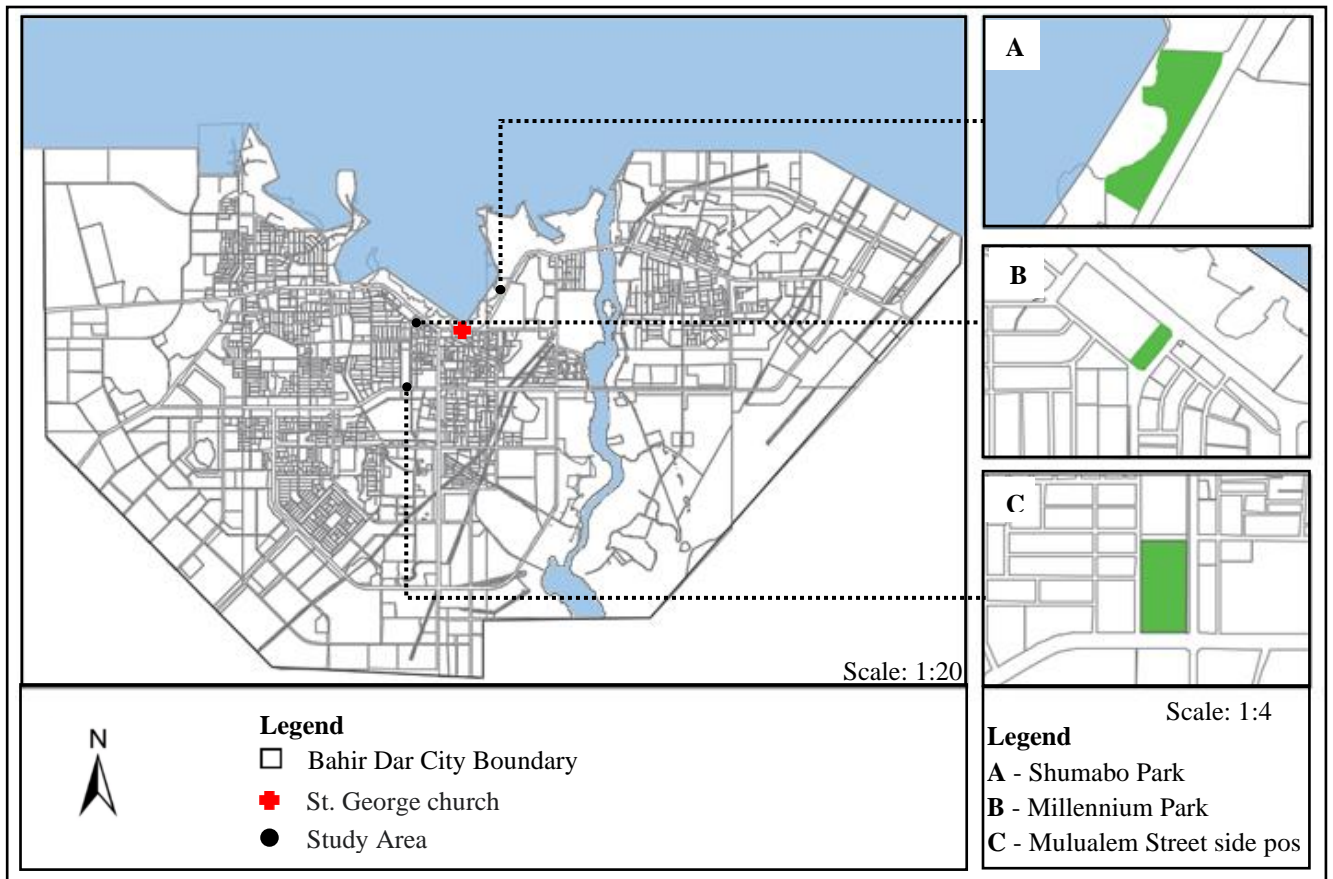 A
B
C
Scale: 1:20
N
Legend
Bahir Dar City Boundary
St. George church
Study Area
Scale: 1:4
Legend
A - Shumabo Park
B - Millennium Park
C - Mulualem Street side pos